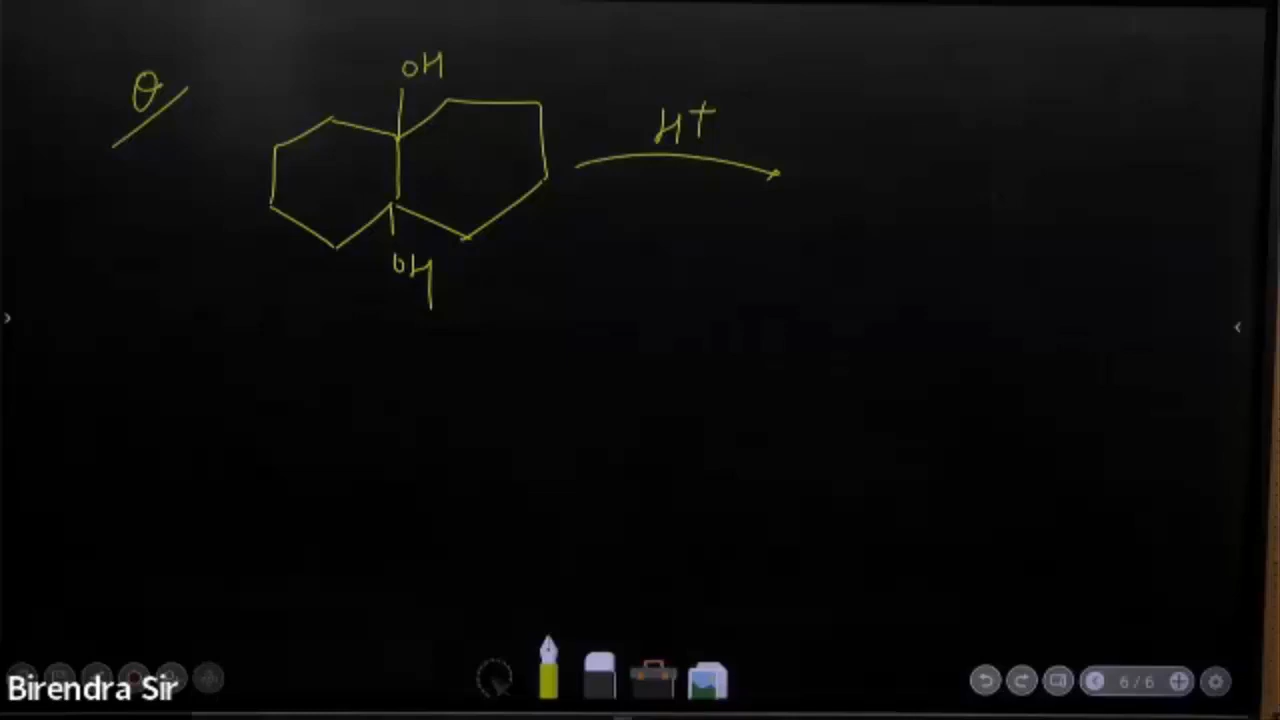 Q
OH
H+
OH
6/6
Birendra Sir